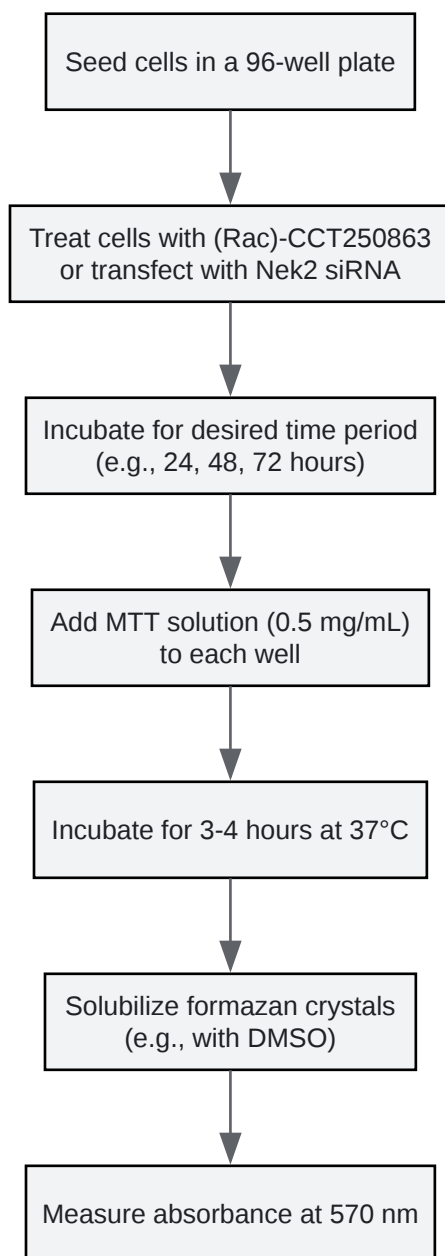 Seed cells in a 96-well plate
Treat cells with (Rac)-CCT250863
or transfect with Nek2 siRNA
Incubate for desired time period
(e.g., 24, 48, 72 hours)
Add MTT solution (0.5 mg/mL)
to each well
Incubate for 3-4 hours at 37°C
Solubilize formazan crystals
(e.g., with DMSO)
Measure absorbance at 570 nm